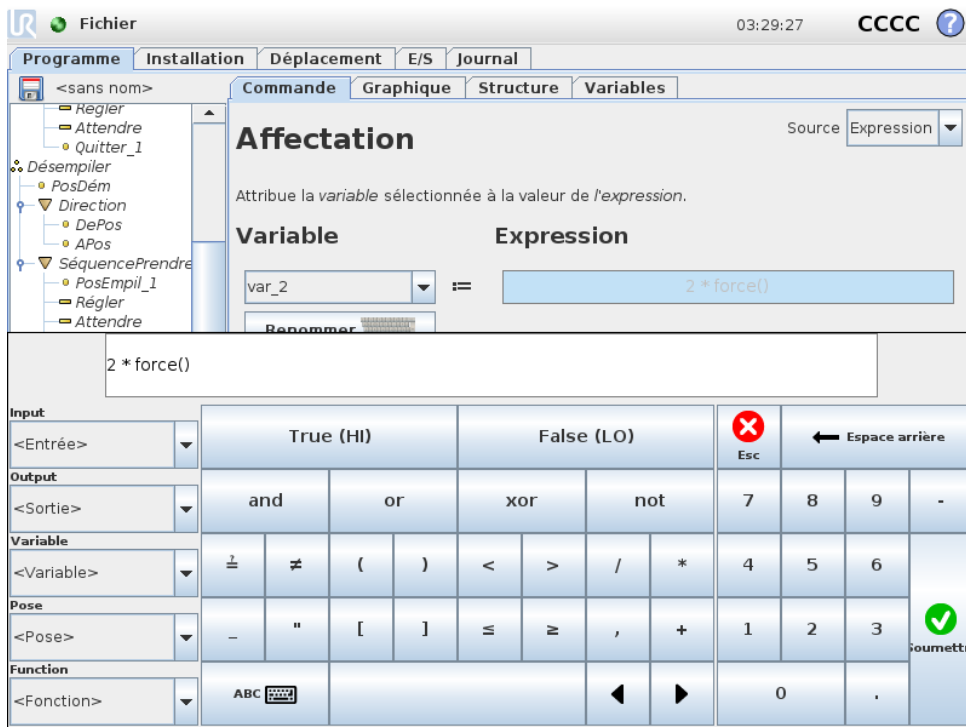 UR Fichier 03:29:27 CCCC ?
Programme Installation Déplacement E/S Journal
<sans nom> Commande Graphique Structure Variables
Régler
Attendre
Quitter_1
Désempiler
PosDém
Direction
DePos
APos
SéquencePrendre
PosEmpil_1
Régler
Attendre
Affectation
Source Expression
Attribue la variable sélectionnée à la valeur de l'expression.
Variable Expression
var_2 := 2 * force()
Renommer
2 * force()
Input
<Entrée>
Output
<Sortie>
Variable
<Variable>
Pose
<Pose>
Function
<Fonction>
True (HI) False (LO) Esc Espace arrière
and or xor not 7 8 9 -
≟ ≠ ( ) < > / * 4 5 6
_ " [ ] ≤ ≥ , + 1 2 3
Soumettr
ABC 0 .